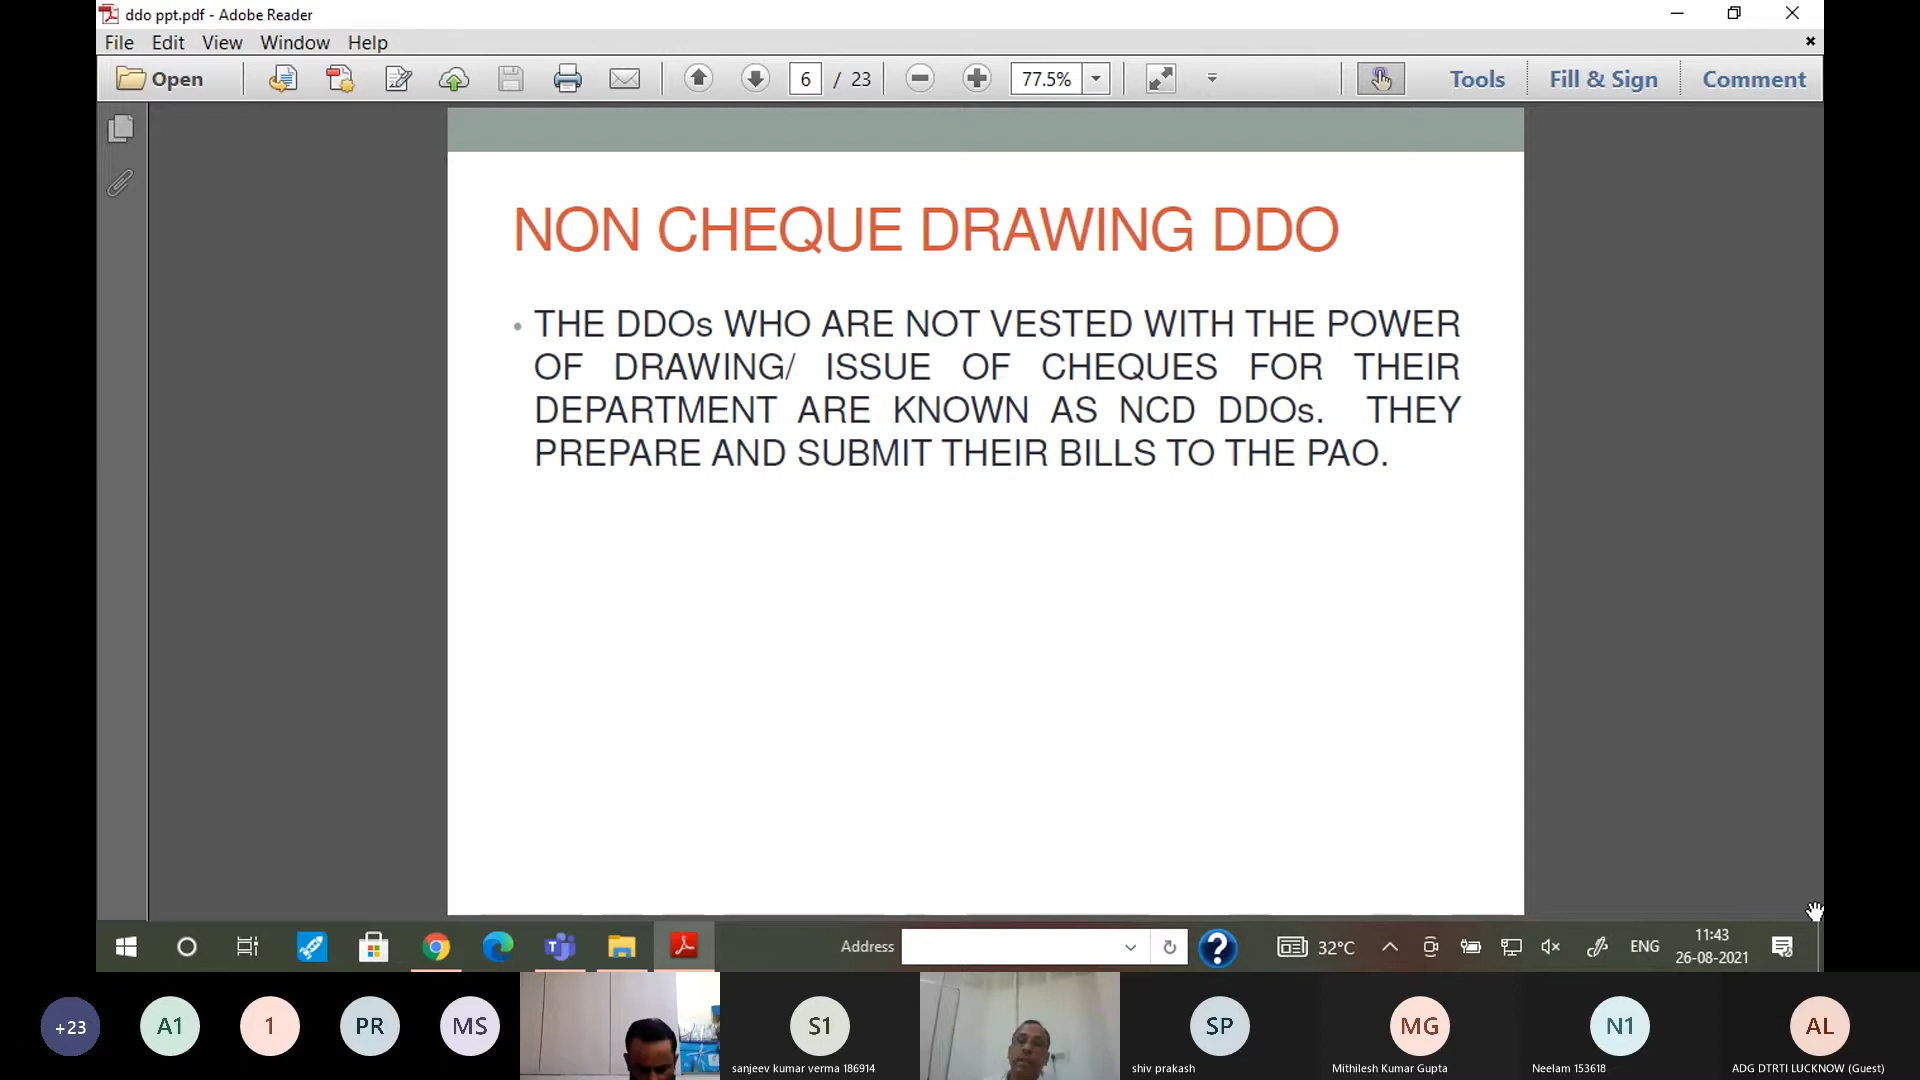 ddo ppt.pdf - Adobe Reader
File Edit View Window Help
Open 6 / 23 77.5% Tools Fill & Sign Comment
NON CHEQUE DRAWING DDO
• THE DDOs WHO ARE NOT VESTED WITH THE POWER
OF DRAWING/ ISSUE OF CHEQUES FOR THEIR
DEPARTMENT ARE KNOWN AS NCD DDOs. THEY
PREPARE AND SUBMIT THEIR BILLS TO THE PAO.
Address 32°C ENG 11:43
26-08-2021
+23 A1 1 PR MS S1 SP MG N1 AL
sanjeev kumar verma 186914 shiv prakash Mithilesh Kumar Gupta Neelam 153618 ADG DTRTI LUCKNOW (Guest)